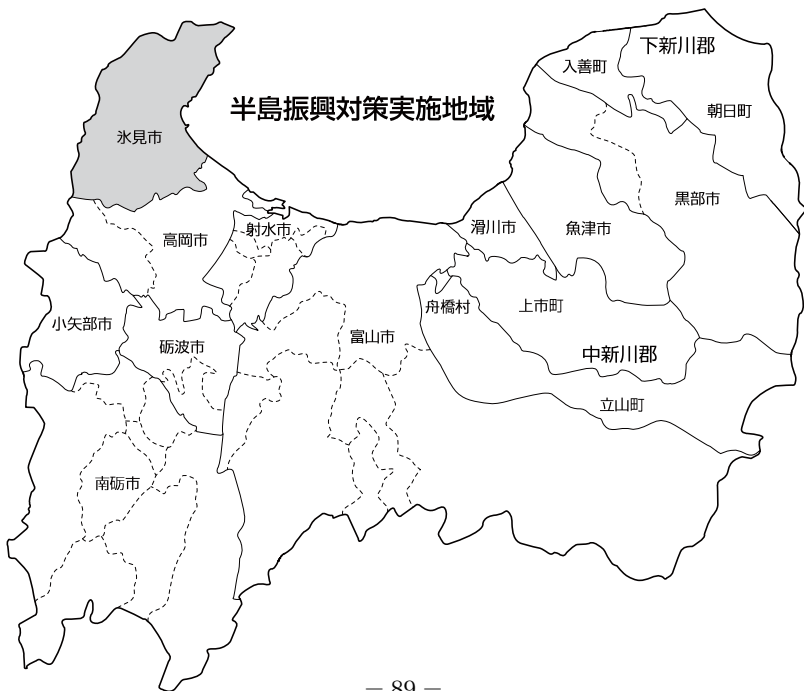 下新川郡
入善町
半島振興対策実施地域
朝日町
氷見市
黒部市
滑川市
魚津市
射水市
高岡市
舟橋村
上市町
小矢部市
富山市
砺波市
中新川郡
立山町
南砺市
– 89 –